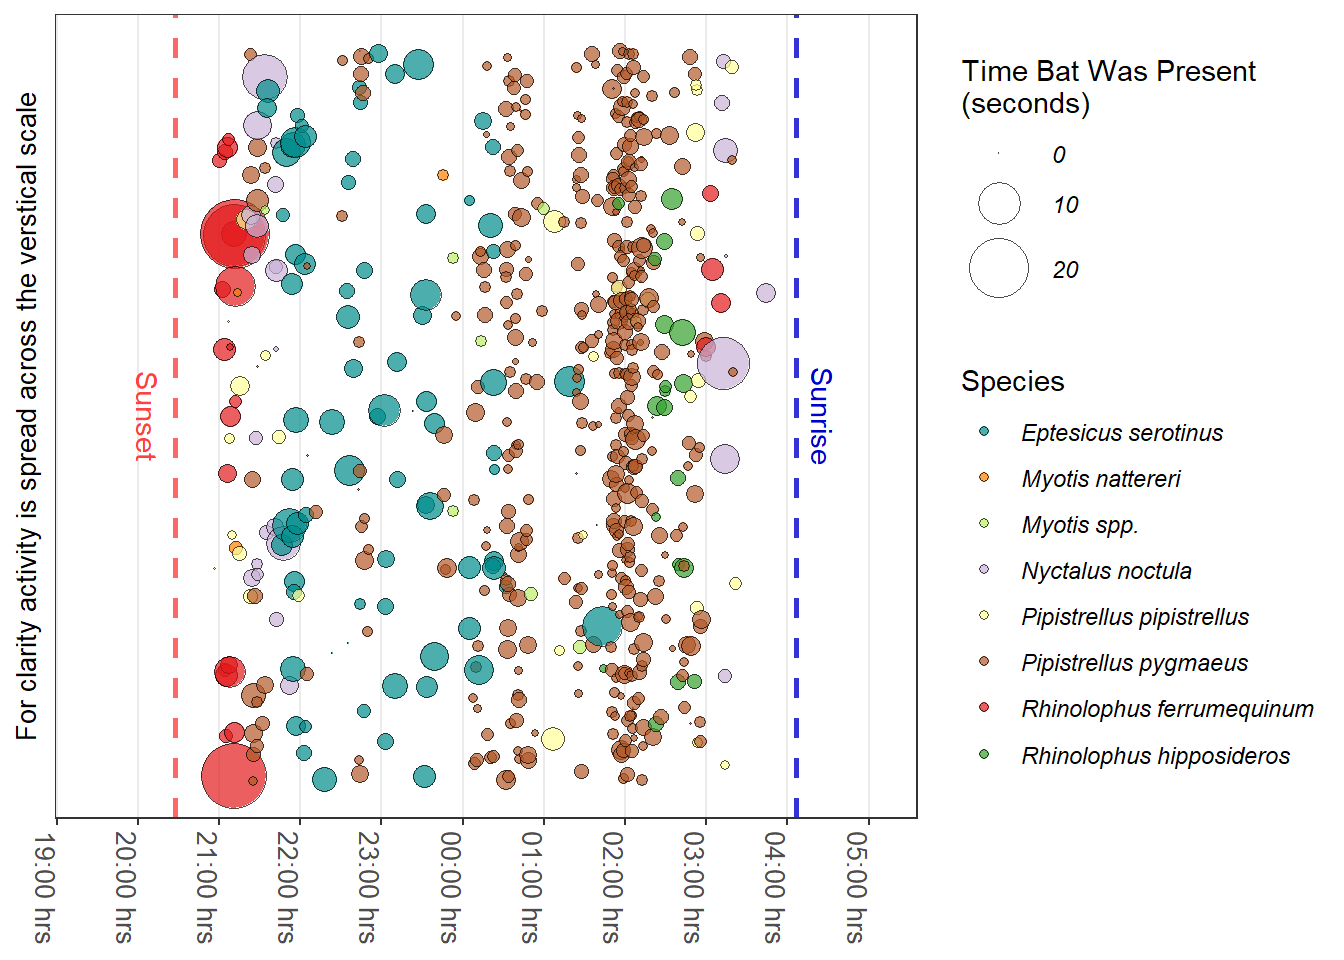 For clarity activity is spread across the verstical scale
Sunset
Sunrise
19:00 hrs
20:00 hrs
21:00 hrs
22:00 hrs
23:00 hrs
00:00 hrs
01:00 hrs
02:00 hrs
03:00 hrs
04:00 hrs
05:00 hrs
Time Bat Was Present
(seconds)
0
10
20
Species
Eptesicus serotinus
Myotis nattereri
Myotis spp.
Nyctalus noctula
Pipistrellus pipistrellus
Pipistrellus pygmaeus
Rhinolophus ferrumequinum
Rhinolophus hipposideros